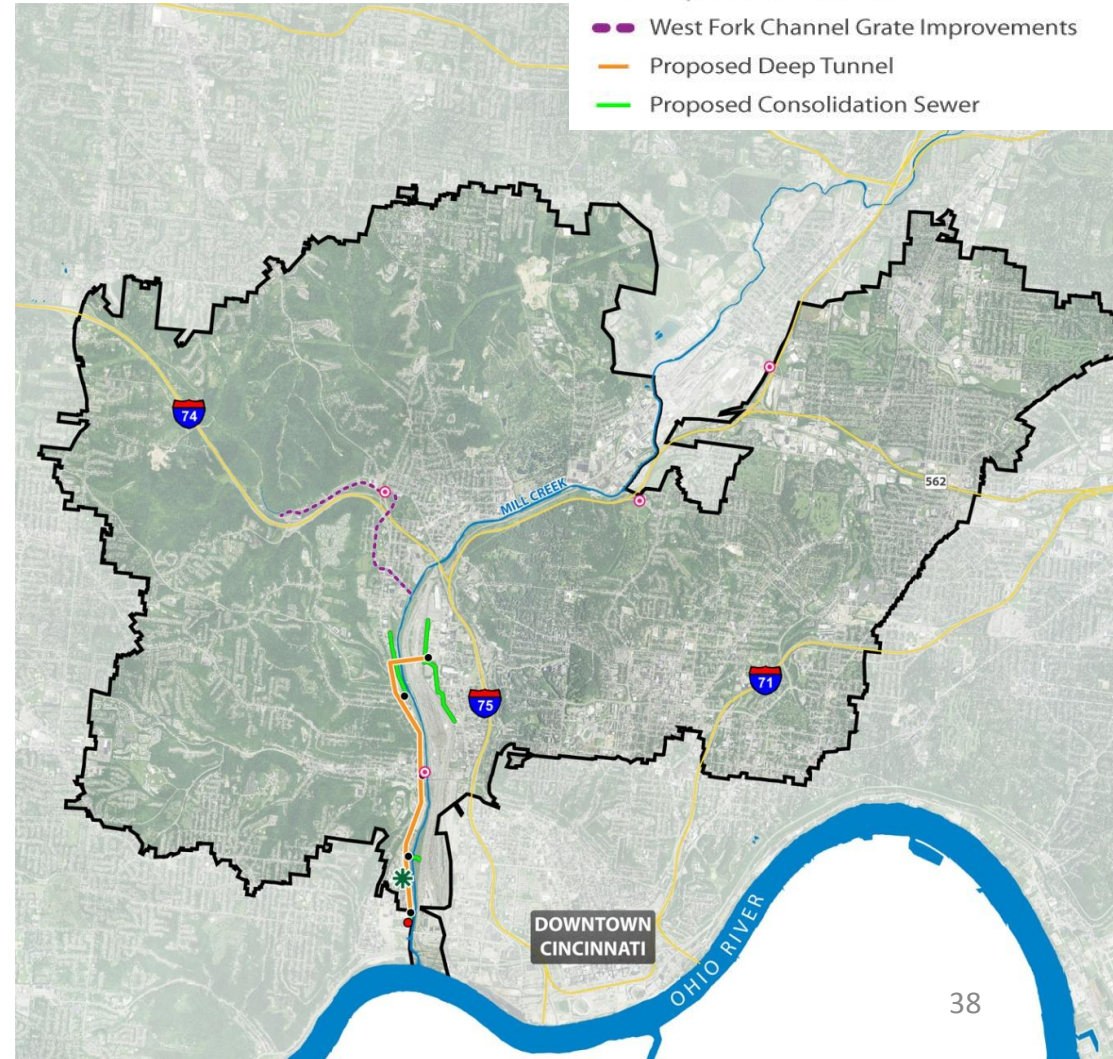 West Fork Channel Grate Improvements
Proposed Deep Tunnel
Proposed Consolidation Sewer
74
MILL CREEK
562
71
75
DOWNTOWN
CINCINNATI
OHIO RIVER
38